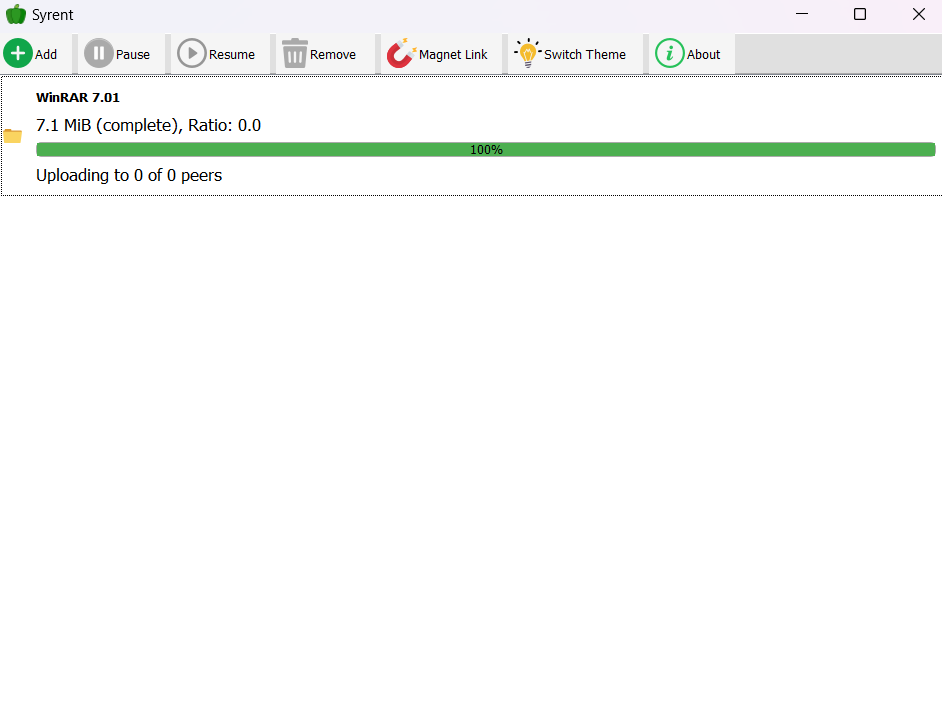 Syrent
Add Pause Resume Remove Magnet Link Switch Theme About
WinRAR 7.01
7.1 MiB (complete), Ratio: 0.0
100%
Uploading to 0 of 0 peers